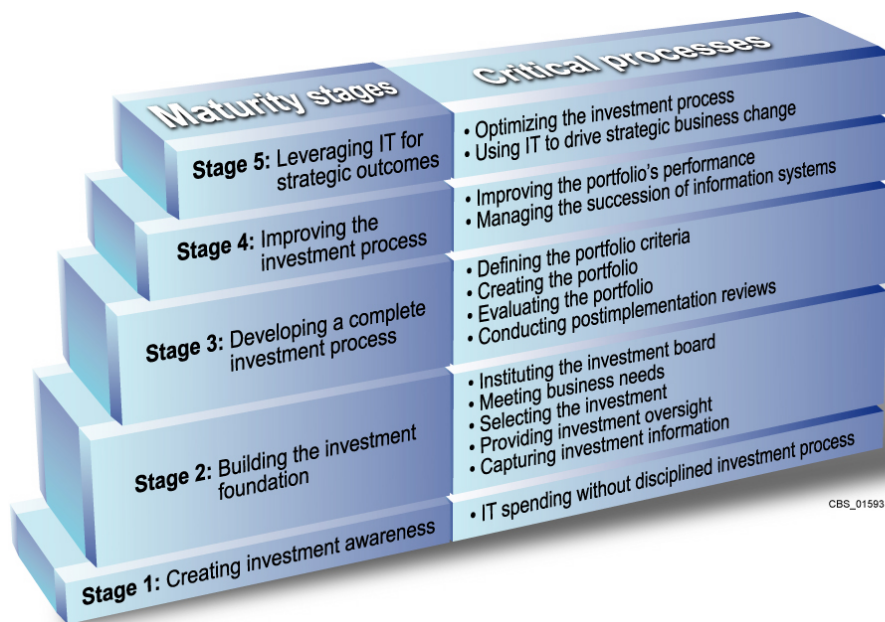 Maturity stages
Critical processes
Stage 5: Leveraging IT for
strategic outcomes
• Optimizing the investment process
• Using IT to drive strategic business change
Stage 4: Improving the
investment process
• Improving the portfolio's performance
• Managing the succession of information systems
Stage 3: Developing a complete
investment process
• Defining the portfolio criteria
• Creating the portfolio
• Evaluating the portfolio
• Conducting postimplementation reviews
Stage 2: Building the investment
foundation
• Instituting the investment board
• Meeting business needs
• Selecting the investment
• Providing investment oversight
• Capturing investment information
Stage 1: Creating investment awareness
• IT spending without disciplined investment process
CBS_01593